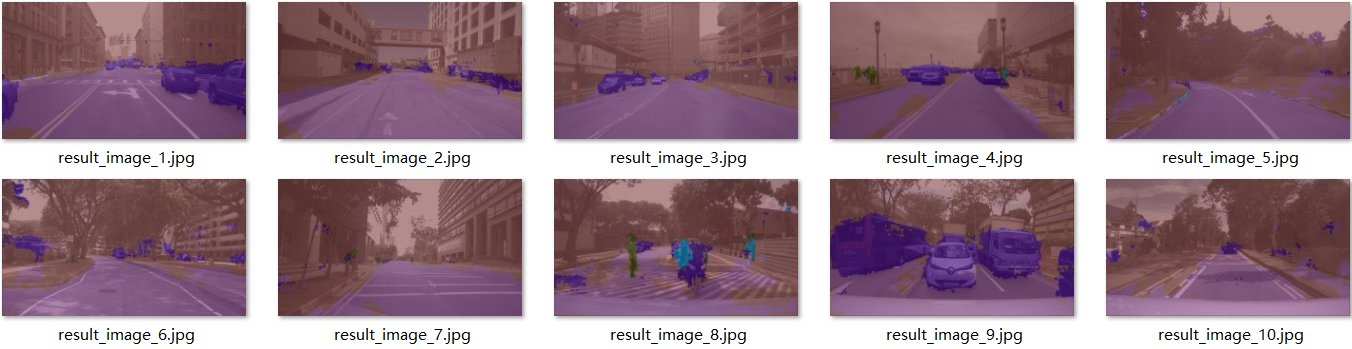 result_image_1.jpg
result_image_2.jpg
result_image_3.jpg
result_image_4.jpg
result_image_5.jpg
result_image_6.jpg
result_image_7.jpg
result_image_8.jpg
result_image_9.jpg
result_image_10.jpg